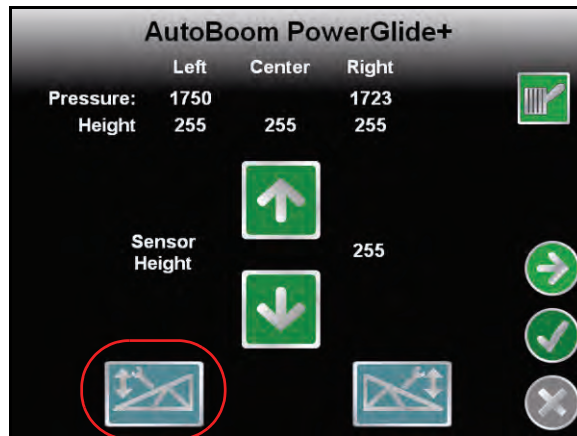 AutoBoom PowerGlide+
Left Center Right
Pressure: 1750 1723
Height 255 255 255
Sensor
Height
255